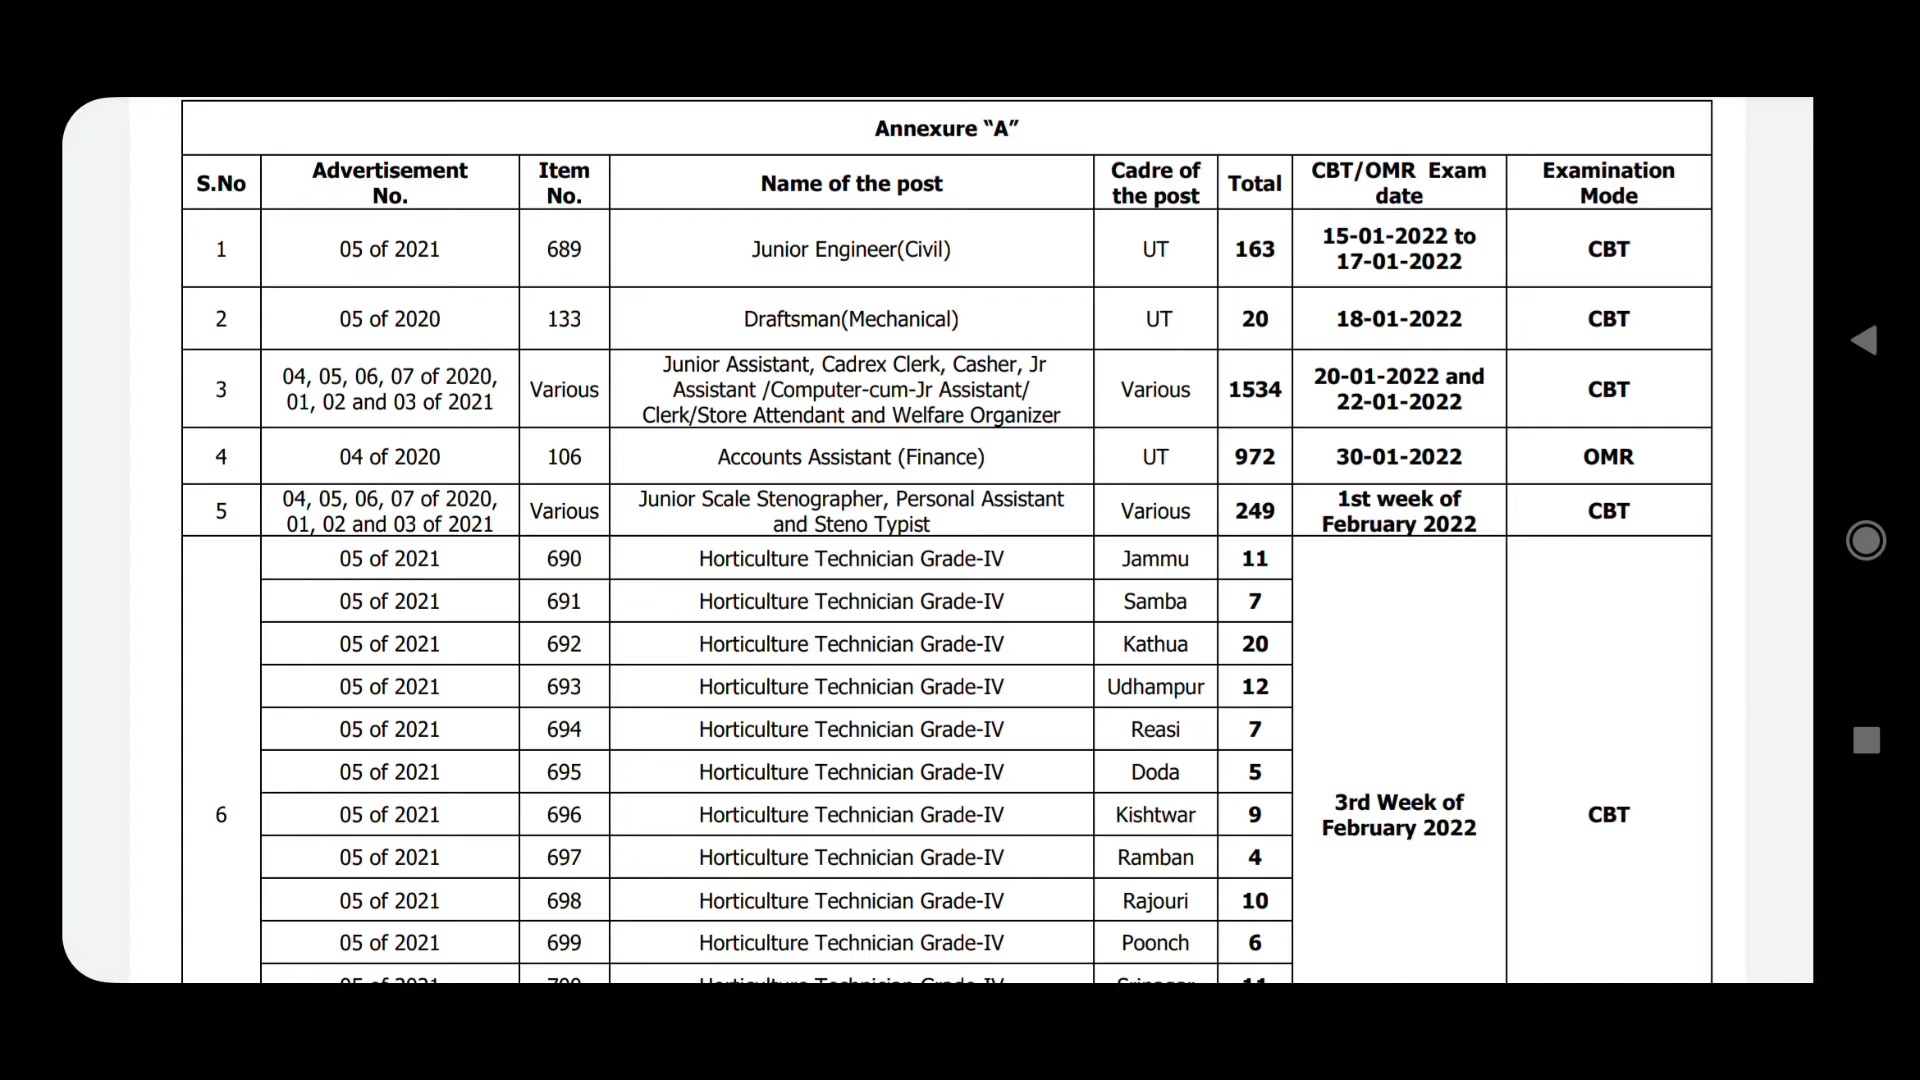 Annexure “A”
S.No Advertisement No. Item No. Name of the post Cadre of the post Total CBT/OMR Exam date Examination Mode
1 05 of 2021 689 Junior Engineer(Civil) UT 163 15-01-2022 to 17-01-2022 CBT
2 05 of 2020 133 Draftsman(Mechanical) UT 20 18-01-2022 CBT
3 04, 05, 06, 07 of 2020, 01, 02 and 03 of 2021 Various Junior Assistant, Cadrex Clerk, Casher, Jr Assistant /Computer-cum-Jr Assistant/ Clerk/Store Attendant and Welfare Organizer Various 1534 20-01-2022 and 22-01-2022 CBT
4 04 of 2020 106 Accounts Assistant (Finance) UT 972 30-01-2022 OMR
5 04, 05, 06, 07 of 2020, 01, 02 and 03 of 2021 Various Junior Scale Stenographer, Personal Assistant and Steno Typist Various 249 1st week of February 2022 CBT
6 05 of 2021 690 Horticulture Technician Grade-IV Jammu 11 3rd Week of February 2022 CBT
05 of 2021 691 Horticulture Technician Grade-IV Samba 7
05 of 2021 692 Horticulture Technician Grade-IV Kathua 20
05 of 2021 693 Horticulture Technician Grade-IV Udhampur 12
05 of 2021 694 Horticulture Technician Grade-IV Reasi 7
05 of 2021 695 Horticulture Technician Grade-IV Doda 5
05 of 2021 696 Horticulture Technician Grade-IV Kishtwar 9
05 of 2021 697 Horticulture Technician Grade-IV Ramban 4
05 of 2021 698 Horticulture Technician Grade-IV Rajouri 10
05 of 2021 699 Horticulture Technician Grade-IV Poonch 6